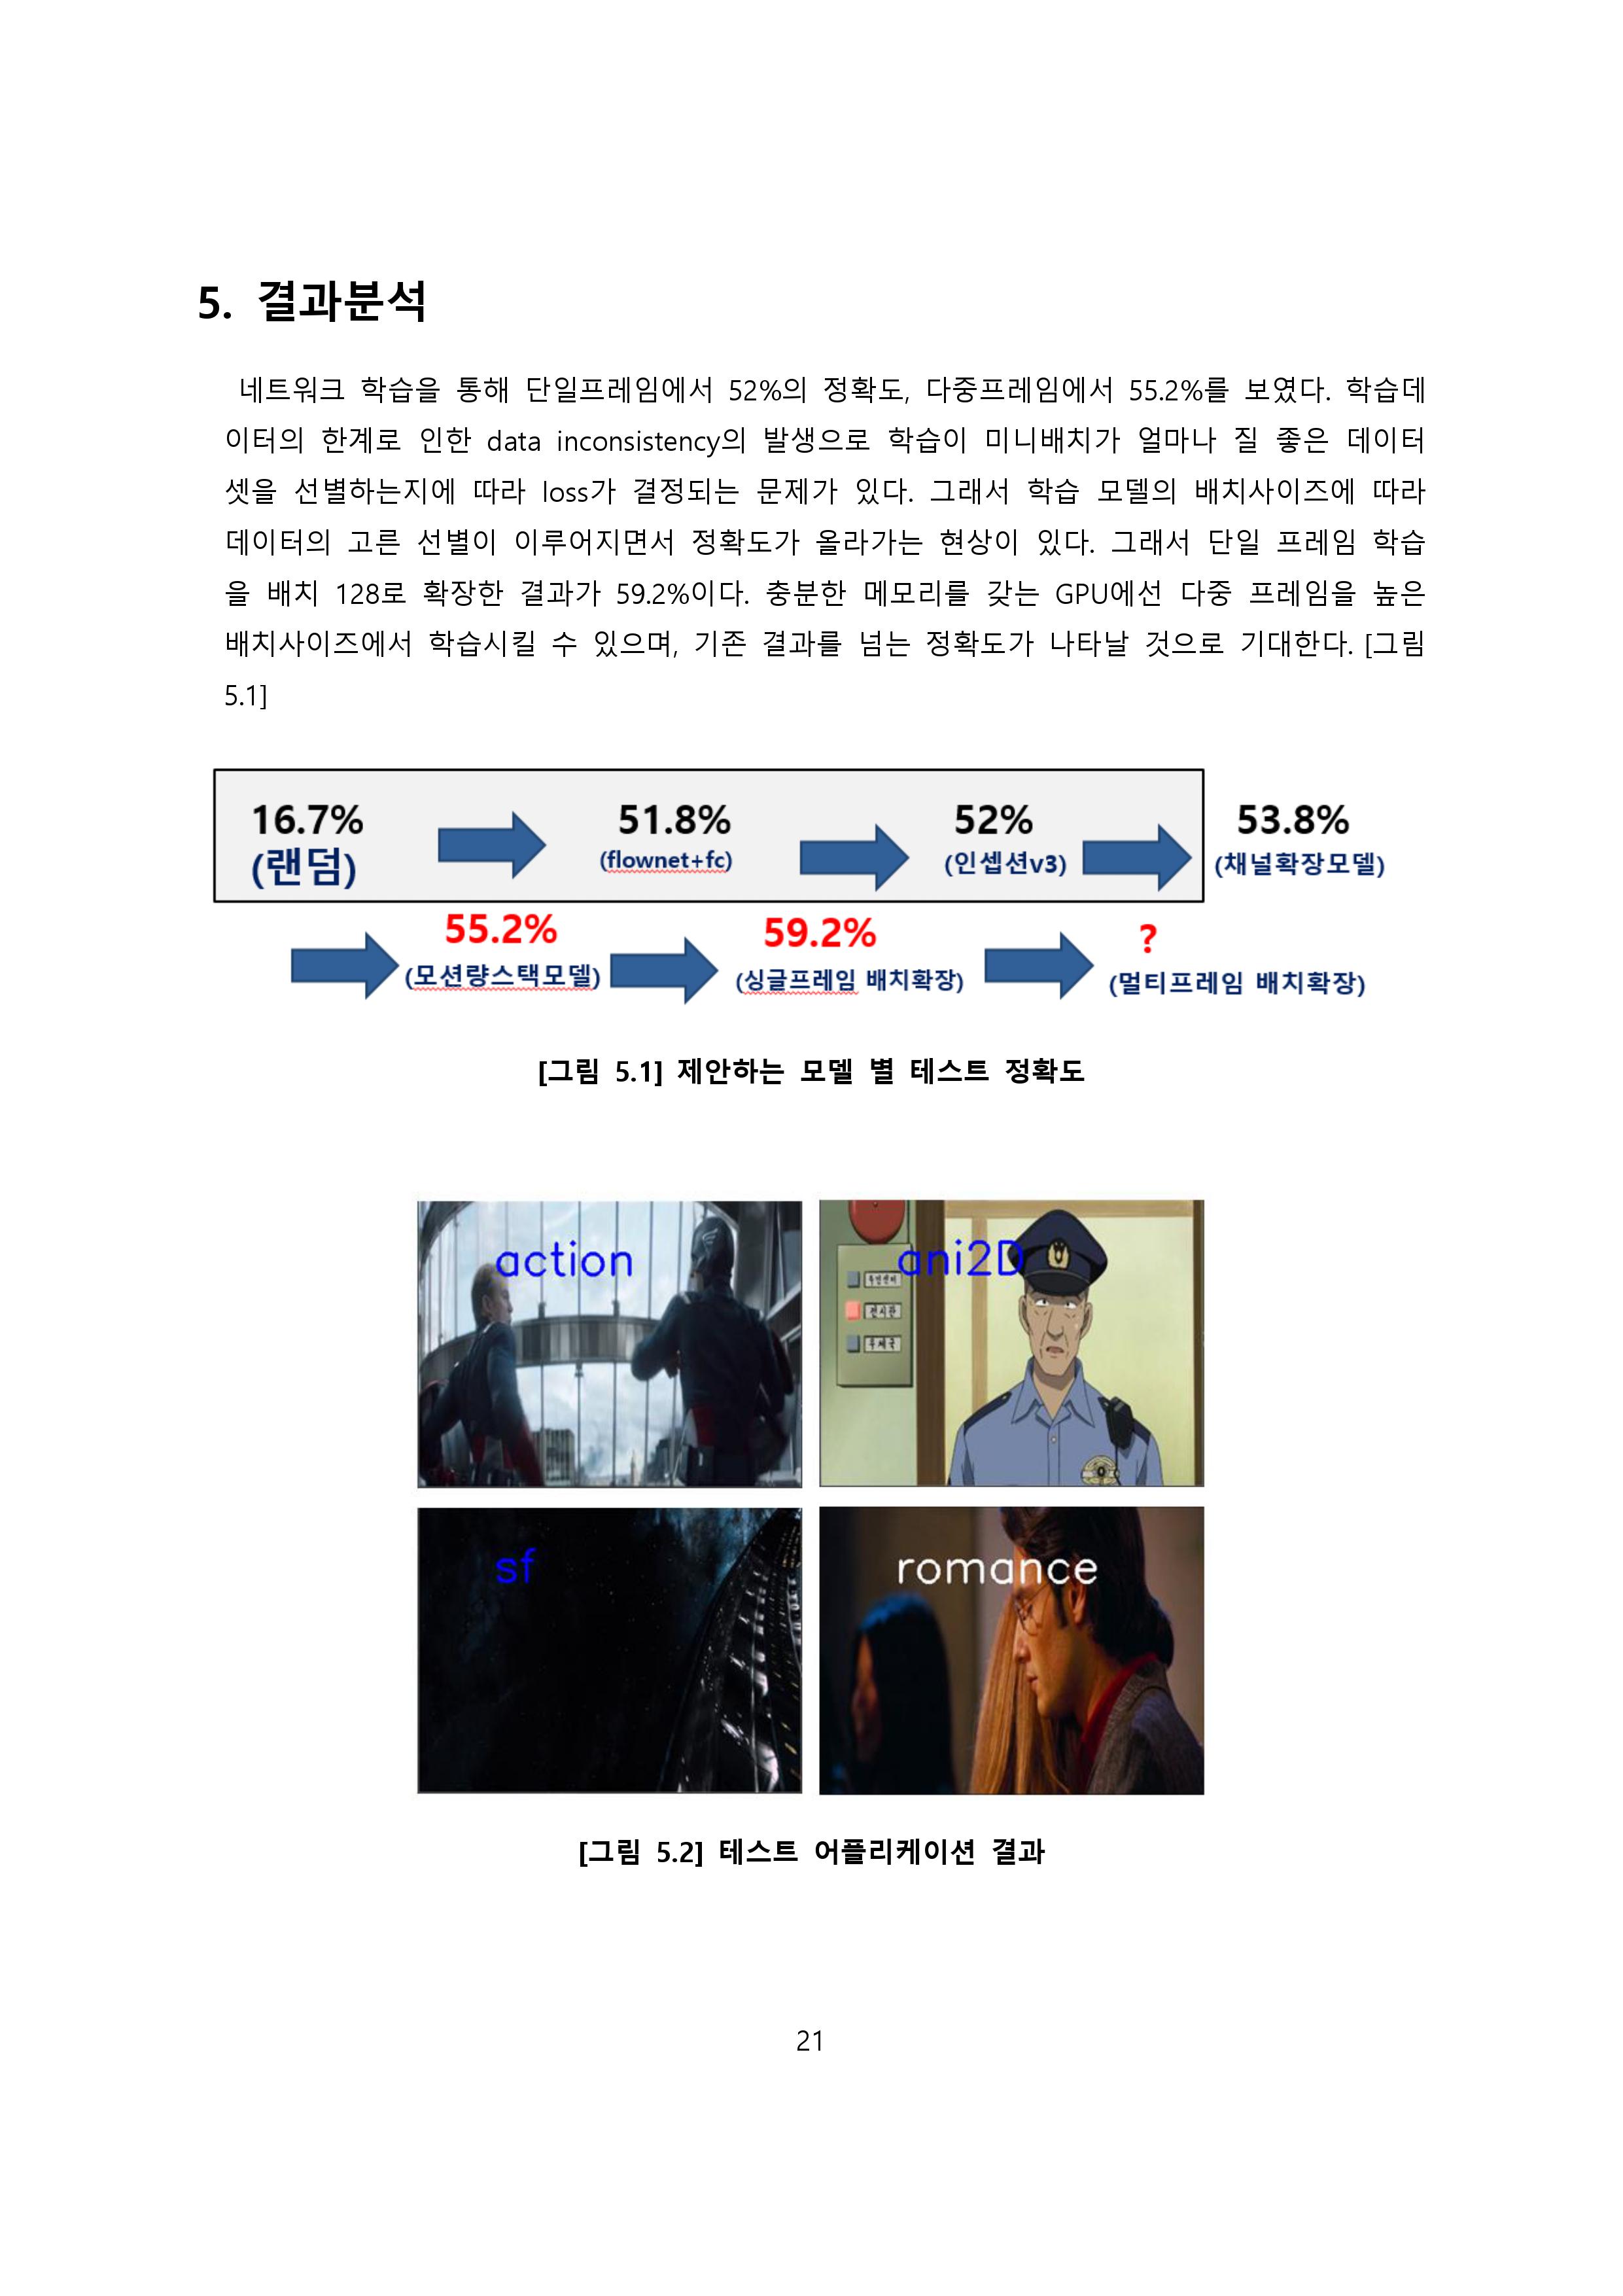 5. 결과분석
네트워크 학습을 통해 단일프레임에서 52%의 정확도, 다중프레임에서 55.2%를 보였다. 학습데
이터의 한계로 인한 data inconsistency의 발생으로 학습이 미니배치가 얼마나 질 좋은 데이터
셋을 선별하는지에 따라 loss가 결정되는 문제가 있다. 그래서 학습 모델의 배치사이즈에 따라
데이터의 고른 선별이 이루어지면서 정확도가 올라가는 현상이 있다. 그래서 단일 프레임 학습
을 배치 128로 확장한 결과가 59.2%이다. 충분한 메모리를 갖는 GPU에선 다중 프레임을 높은
배치사이즈에서 학습시킬 수 있으며, 기존 결과를 넘는 정확도가 나타날 것으로 기대한다. [그림
5.1]
16.7% 51.8% 52% 53.8%
(랜덤) (flownet+fc) (인셉션v3) (채널확장모델)
55.2% 59.2% ?
(모션량스택모델) (싱글프레임 배치확장) (멀티프레임 배치확장)
[그림 5.1] 제안하는 모델 별 테스트 정확도
action ani2D
전시관
sf romance
[그림 5.2] 테스트 어플리케이션 결과
21